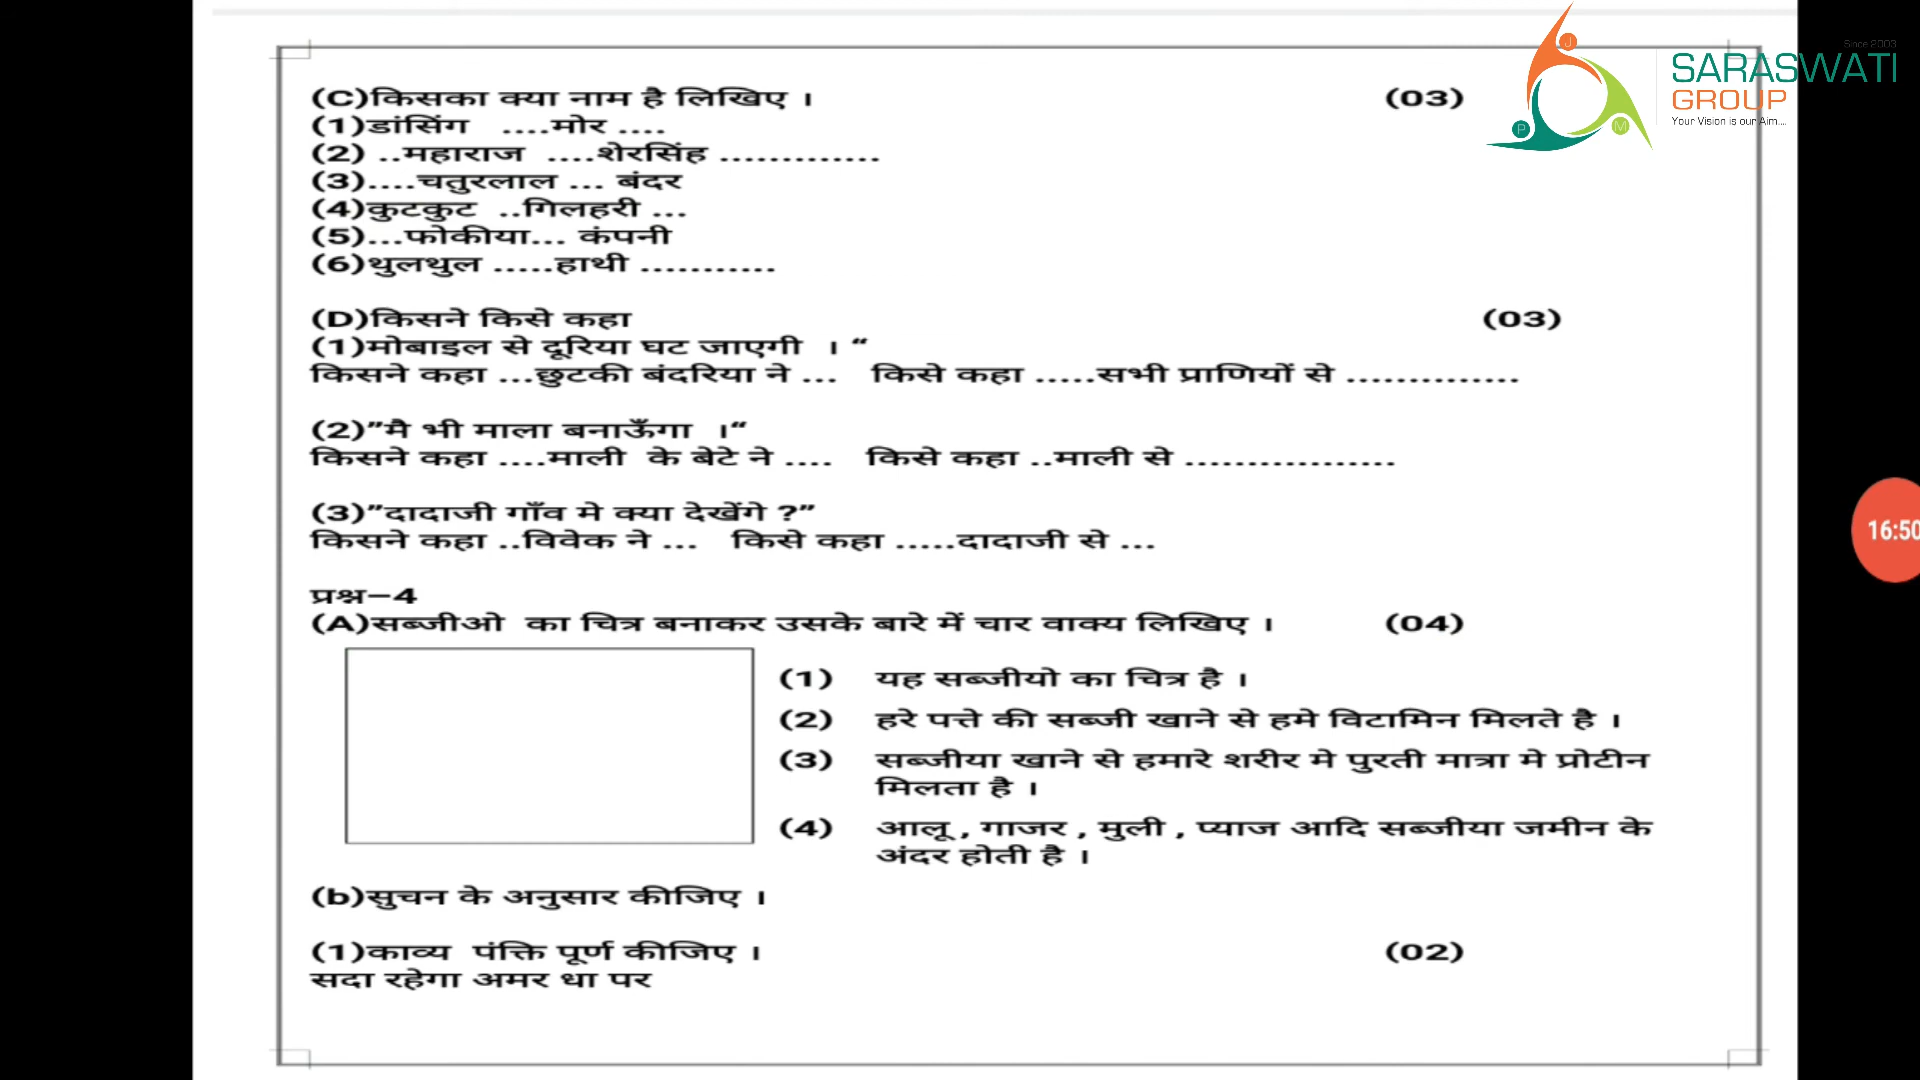 Since 2003
SARASWATI
GROUP
Your Vision is our Aim....
J
P
M
(C)किसका क्या नाम है लिखिए । (03)
(1)डांसिंग ....मोर ....
(2) ..महाराज ....शेरसिंह .............
(3)....चतुरलाल ... बंदर
(4)कुटकुट ..गिलहरी ...
(5)...फोकीया... कंपनी
(6)थुलथुल .....हाथी ...........
(D)किसने किसे कहा (03)
(1)मोबाइल से दूरिया घट जाएगी । “
किसने कहा ...छुटकी बंदरिया ने ... किसे कहा .....सभी प्राणियों से ..............
(2)”मै भी माला बनाऊँगा ।“
किसने कहा ....माली के बेटे ने .... किसे कहा ..माली से .................
(3)”दादाजी गाँव मे क्या देखेंगे ?”
किसने कहा ..विवेक ने ... किसे कहा .....दादाजी से ...
प्रश्न–4
(A)सब्जीओ का चित्र बनाकर उसके बारे में चार वाक्य लिखिए । (04)
(1) यह सब्जीयो का चित्र है ।
(2) हरे पत्ते की सब्जी खाने से हमे विटामिन मिलते है ।
(3) सब्जीया खाने से हमारे शरीर मे पुरती मात्रा मे प्रोटीन
मिलता है ।
(4) आलू , गाजर , मुली , प्याज आदि सब्जीया जमीन के
अंदर होती है ।
(b)सुचन के अनुसार कीजिए ।
(1)काव्य पंक्ति पूर्ण कीजिए । (02)
सदा रहेगा अमर धा पर
16:50